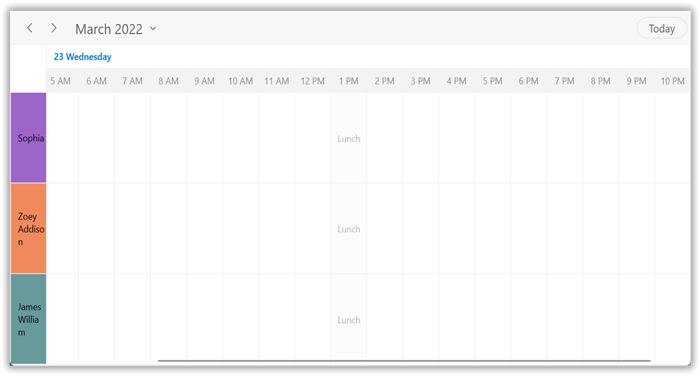 March 2022
Today
23 Wednesday
5 AM 6 AM 7 AM 8 AM 9 AM 10 AM 11 AM 12 PM 1 PM 2 PM 3 PM 4 PM 5 PM 6 PM 7 PM 8 PM 9 PM 10 PM
Sophia
Lunch
Zoey
Addiso
n
Lunch
James
Willia
m
Lunch